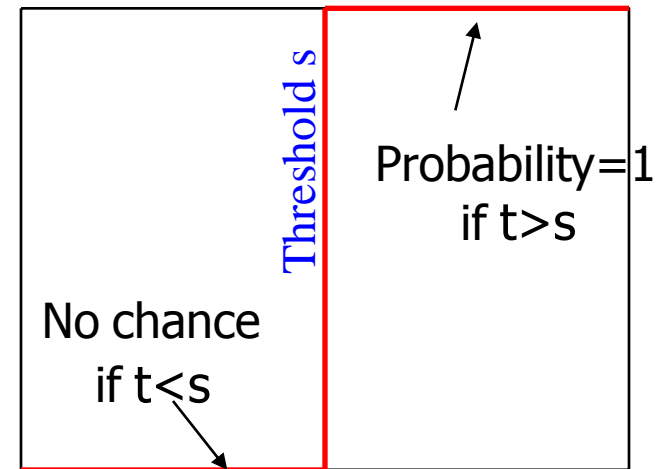 Threshold s
Probability=1
if t>s
No chance
if t<s